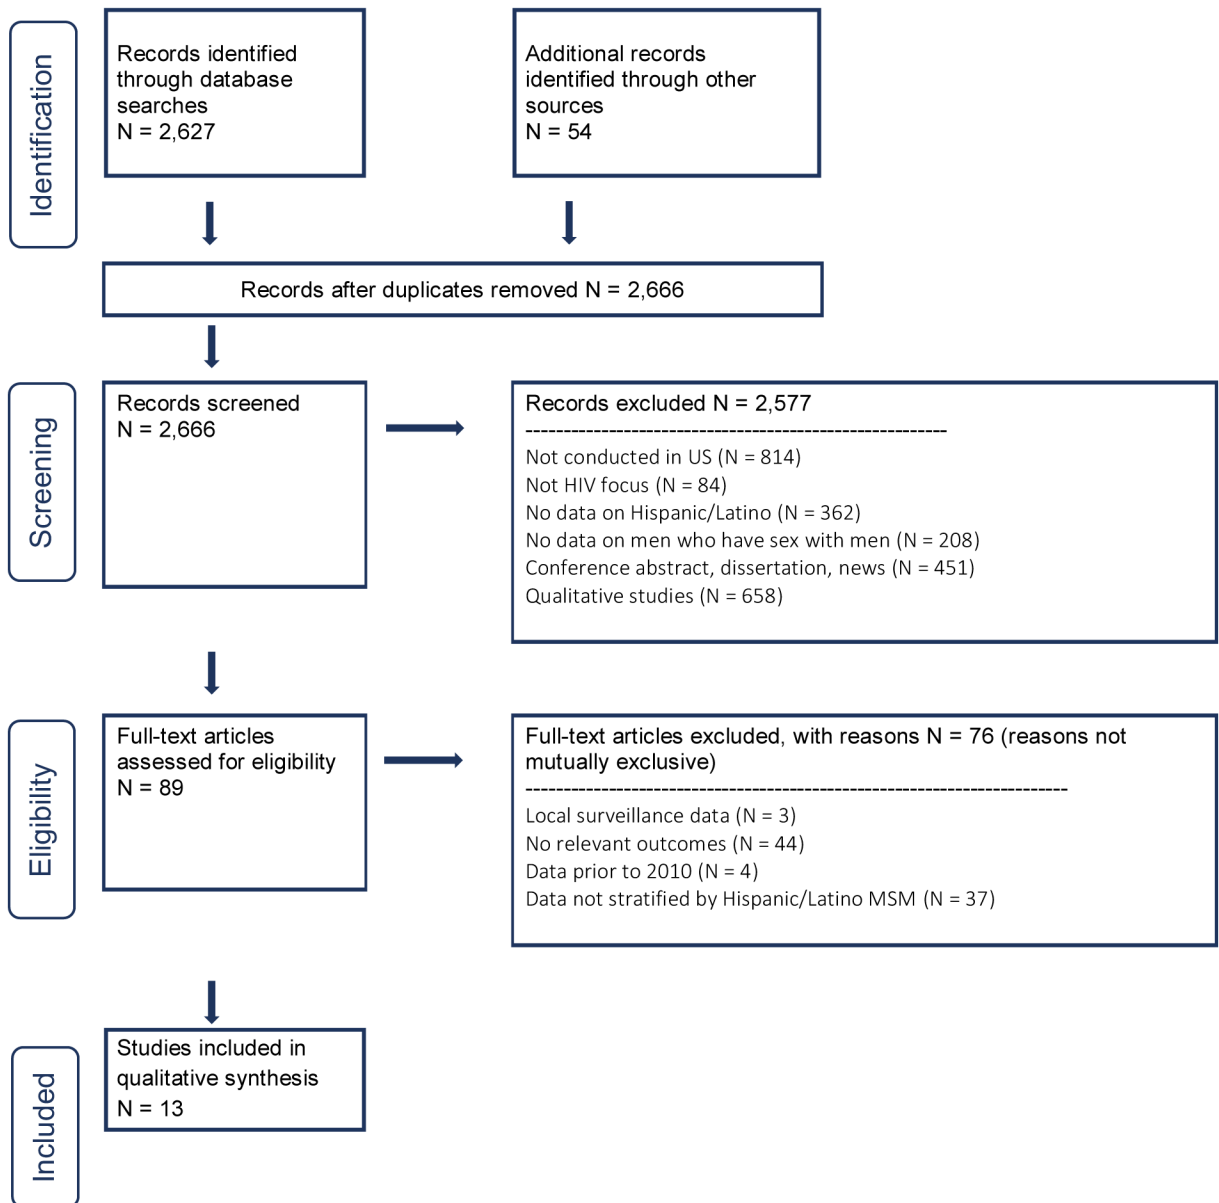 Identification
Records identified
through database
searches
N = 2,627
Additional records
identified through other
sources
N = 54
Records after duplicates removed N = 2,666
Screening
Records screened
N = 2,666
Records excluded N = 2,577
-------------------------------------------------------
Not conducted in US (N = 814)
Not HIV focus (N = 84)
No data on Hispanic/Latino (N = 362)
No data on men who have sex with men (N = 208)
Conference abstract, dissertation, news (N = 451)
Qualitative studies (N = 658)
Eligibility
Full-text articles
assessed for eligibility
N = 89
Full-text articles excluded, with reasons N = 76 (reasons not
mutually exclusive)
-----------------------------------------------------------------------
Local surveillance data (N = 3)
No relevant outcomes (N = 44)
Data prior to 2010 (N = 4)
Data not stratified by Hispanic/Latino MSM (N = 37)
Included
Studies included in
qualitative synthesis
N = 13